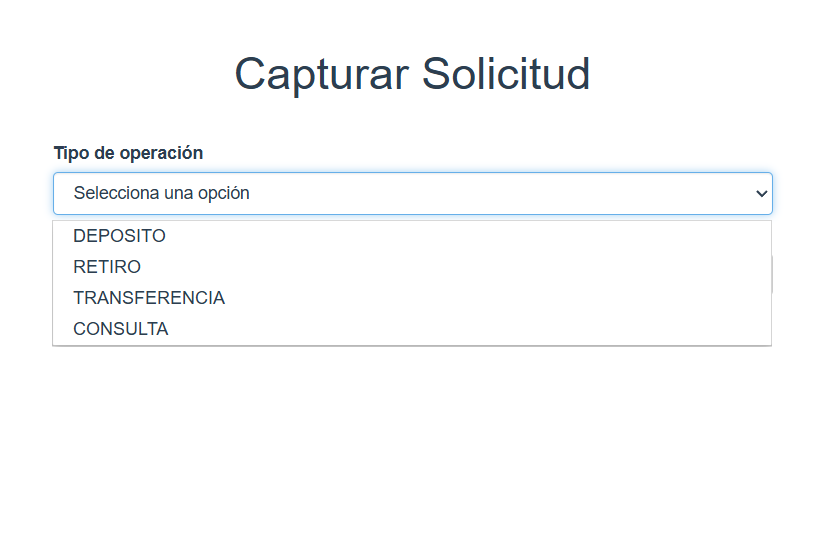 Capturar Solicitud
Tipo de operación
Selecciona una opción
DEPOSITO
RETIRO
TRANSFERENCIA
CONSULTA